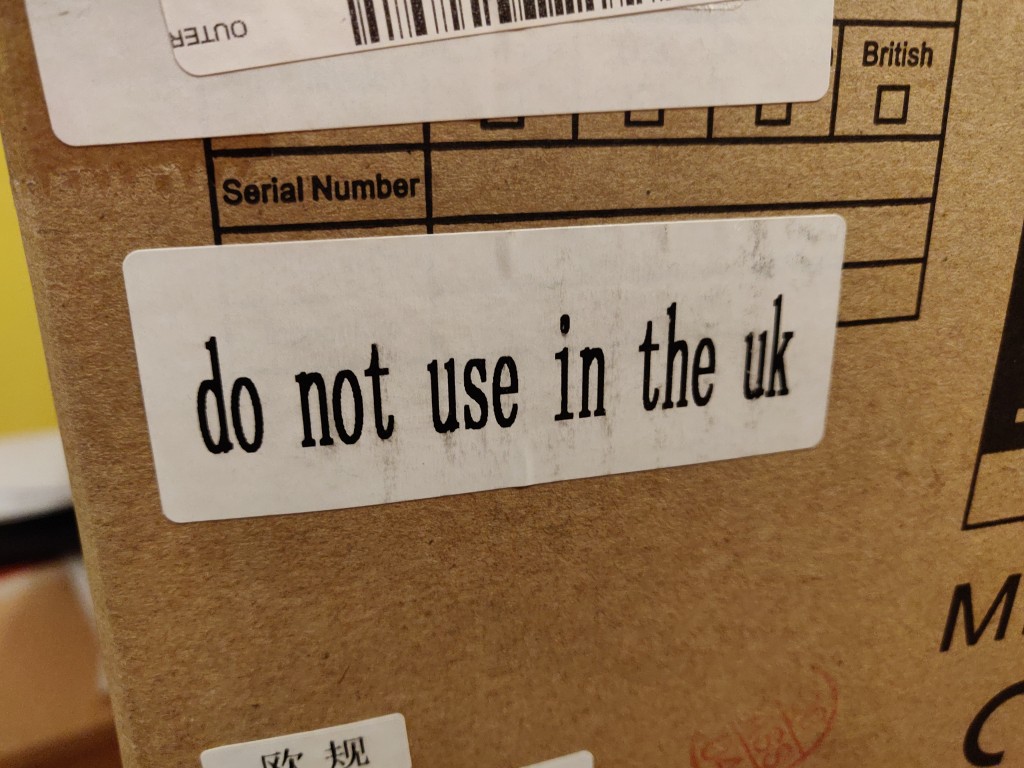 OUTER
British
Serial Number
do not use in the uk
M
C
欧规